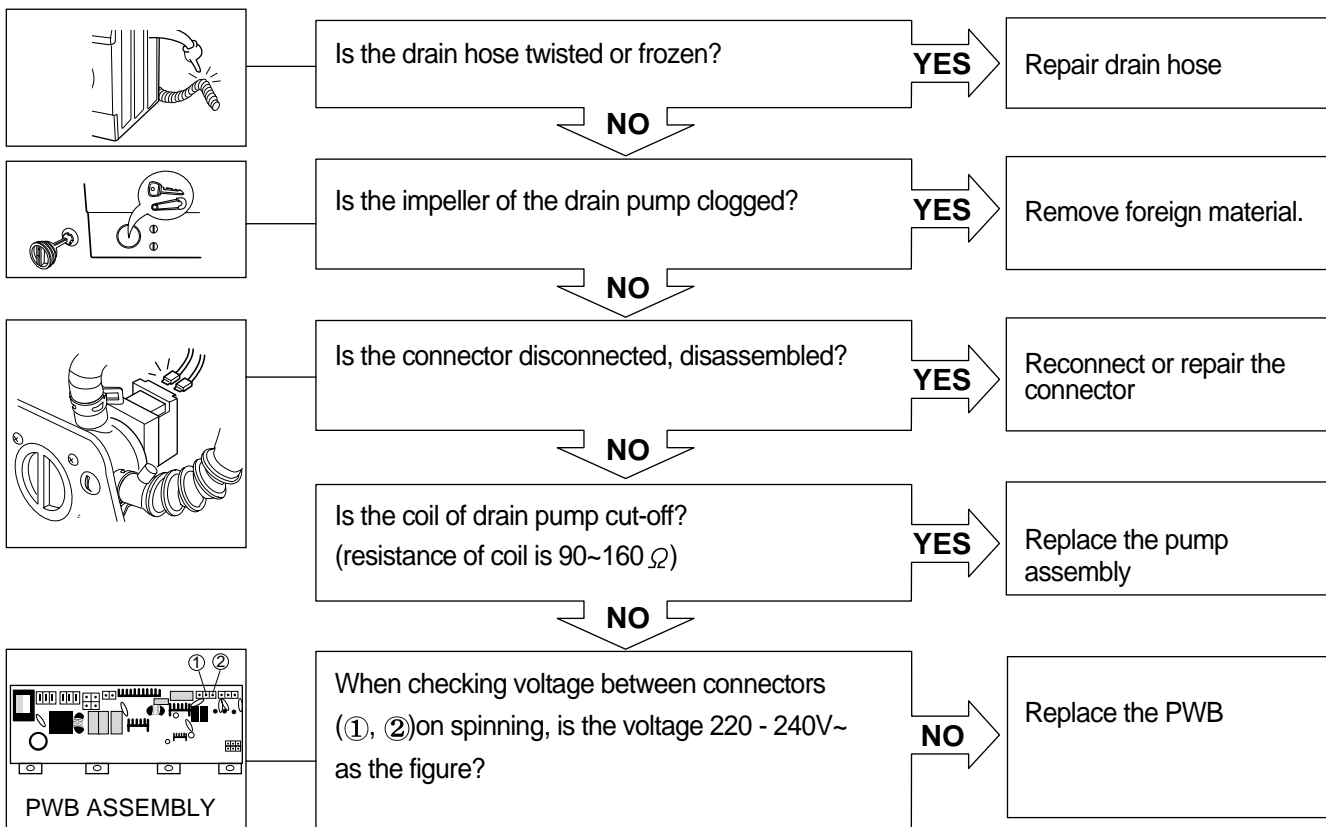 Is the drain hose twisted or frozen?
YES
Repair drain hose
NO
Is the impeller of the drain pump clogged?
YES
Remove foreign material.
NO
Is the connector disconnected, disassembled?
YES
Reconnect or repair the
connector
NO
Is the coil of drain pump cut-off?
(resistance of coil is 90~160 Ω)
YES
Replace the pump
assembly
NO
① ②
PWB ASSEMBLY
When checking voltage between connectors
(①, ②)on spinning, is the voltage 220 - 240V~
as the figure?
NO
Replace the PWB